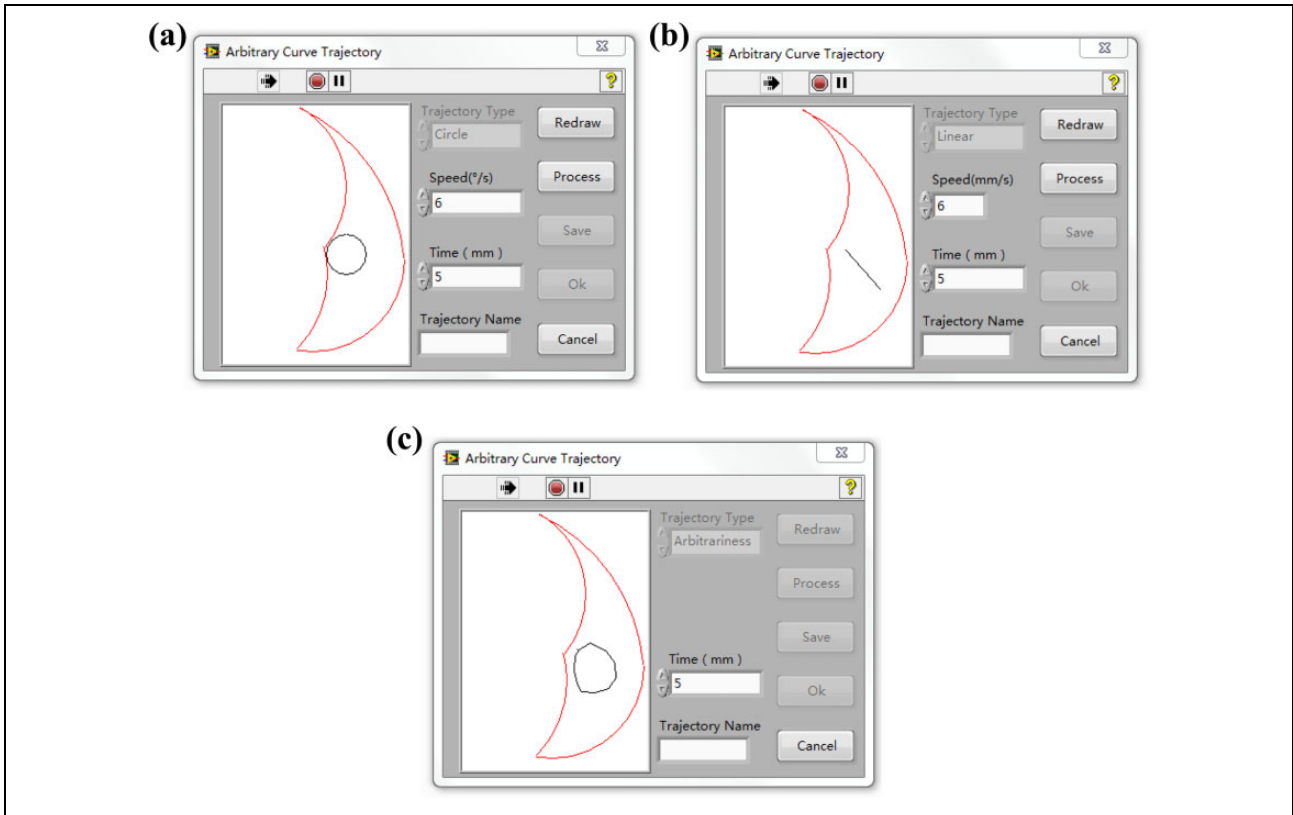 (a)
Arbitrary Curve Trajectory
?
Trajectory Type
Circle
Redraw
Speed(°/s)
6
Process
Save
Time ( mm )
5
Ok
Trajectory Name
Cancel
(b)
Arbitrary Curve Trajectory
?
Trajectory Type
Linear
Redraw
Speed(mm/s)
6
Process
Save
Time ( mm )
5
Ok
Trajectory Name
Cancel
(c)
Arbitrary Curve Trajectory
?
Trajectory Type
Arbitrariness
Redraw
Process
Save
Time ( mm )
5
Ok
Trajectory Name
Cancel